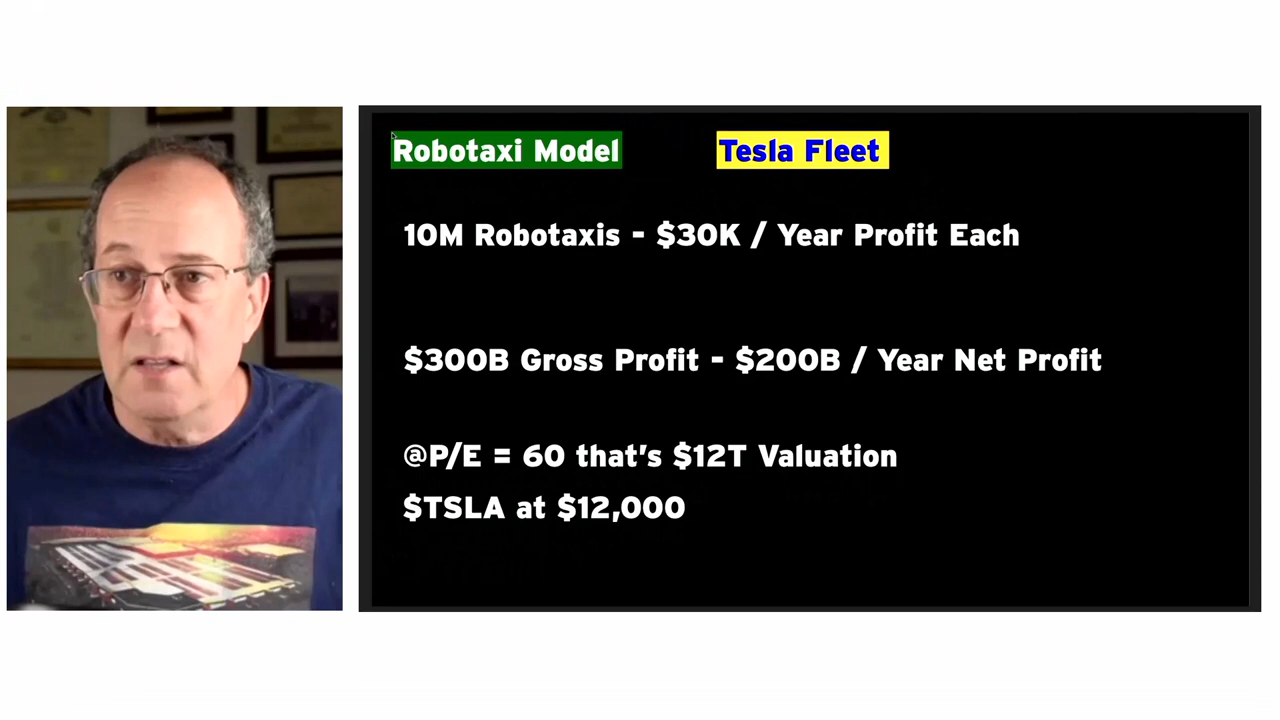 Robotaxi Model
Tesla Fleet
10M Robotaxis - $30K / Year Profit Each
$300B Gross Profit - $200B / Year Net Profit
@P/E = 60 that's $12T Valuation
$TSLA at $12,000